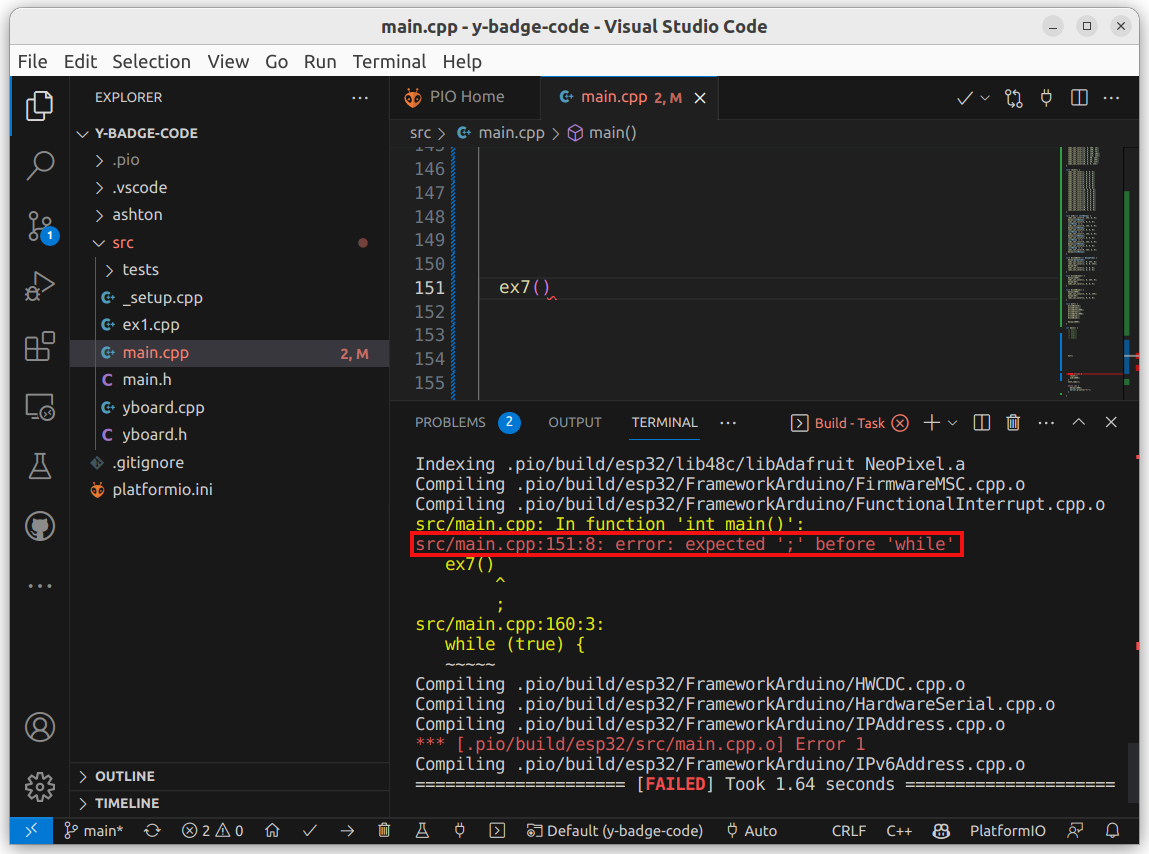 main.cpp - y-badge-code - Visual Studio Code
File Edit Selection View Go Run Terminal Help
EXPLORER
Y-BADGE-CODE
.pio
.vscode
ashton
src
tests
_setup.cpp
ex1.cpp
main.cpp 2, M
main.h
yboard.cpp
yboard.h
.gitignore
platformio.ini
OUTLINE
TIMELINE
1
PIO Home
main.cpp 2, M
src > main.cpp > main()
145
146
147
148
149
150
151 ex7()
152
153
154
155
PROBLEMS 2 OUTPUT TERMINAL Build - Task
Indexing .pio/build/esp32/lib48c/libAdafruit NeoPixel.a
Compiling .pio/build/esp32/FrameworkArduino/FirmwareMSC.cpp.o
Compiling .pio/build/esp32/FrameworkArduino/FunctionalInterrupt.cpp.o
src/main.cpp: In function 'int main()':
src/main.cpp:151:8: error: expected ';' before 'while'
ex7()
^
;
src/main.cpp:160:3:
while (true) {
~~~~~
Compiling .pio/build/esp32/FrameworkArduino/HWCDC.cpp.o
Compiling .pio/build/esp32/FrameworkArduino/HardwareSerial.cpp.o
Compiling .pio/build/esp32/FrameworkArduino/IPAddress.cpp.o
*** [.pio/build/esp32/src/main.cpp.o] Error 1
Compiling .pio/build/esp32/FrameworkArduino/IPv6Address.cpp.o
===================== [FAILED] Took 1.64 seconds =====================
main* 2 0 Default (y-badge-code) Auto CRLF C++ PlatformIO